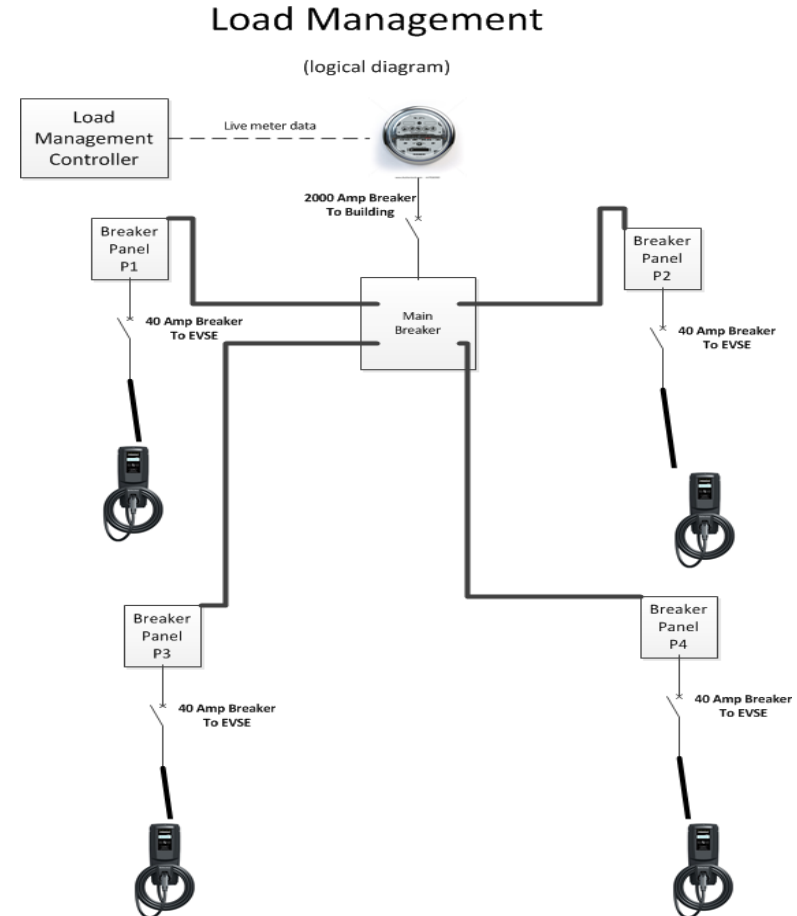 Load Management
(logical diagram)
Load
Management
Controller
Live meter data
2000 Amp Breaker
To Building
Breaker
Panel
P1
Breaker
Panel
P2
Main
Breaker
40 Amp Breaker
To EVSE
40 Amp Breaker
To EVSE
Breaker
Panel
P3
Breaker
Panel
P4
40 Amp Breaker
To EVSE
40 Amp Breaker
To EVSE